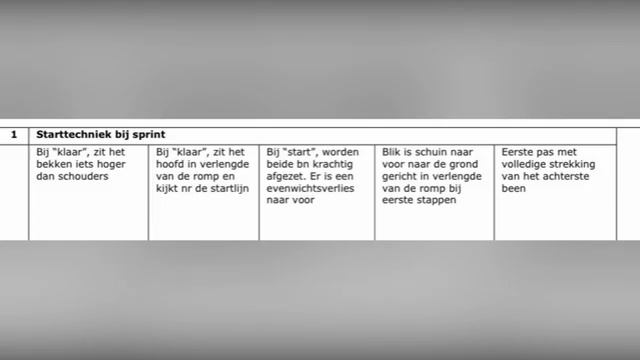 1 Starttechniek bij sprint
Bij “klaar”, zit het
bekken iets hoger
dan schouders
Bij “klaar”, zit het
hoofd in verlengde
van de romp en
kijkt nr de startlijn
Bij “start”, worden
beide bn krachtig
afgezet. Er is een
evenwichtsverlies
naar voor
Blik is schuin naar
voor naar de grond
gericht in verlengde
van de romp bij
eerste stappen
Eerste pas met
volledige strekking
van het achterste
been